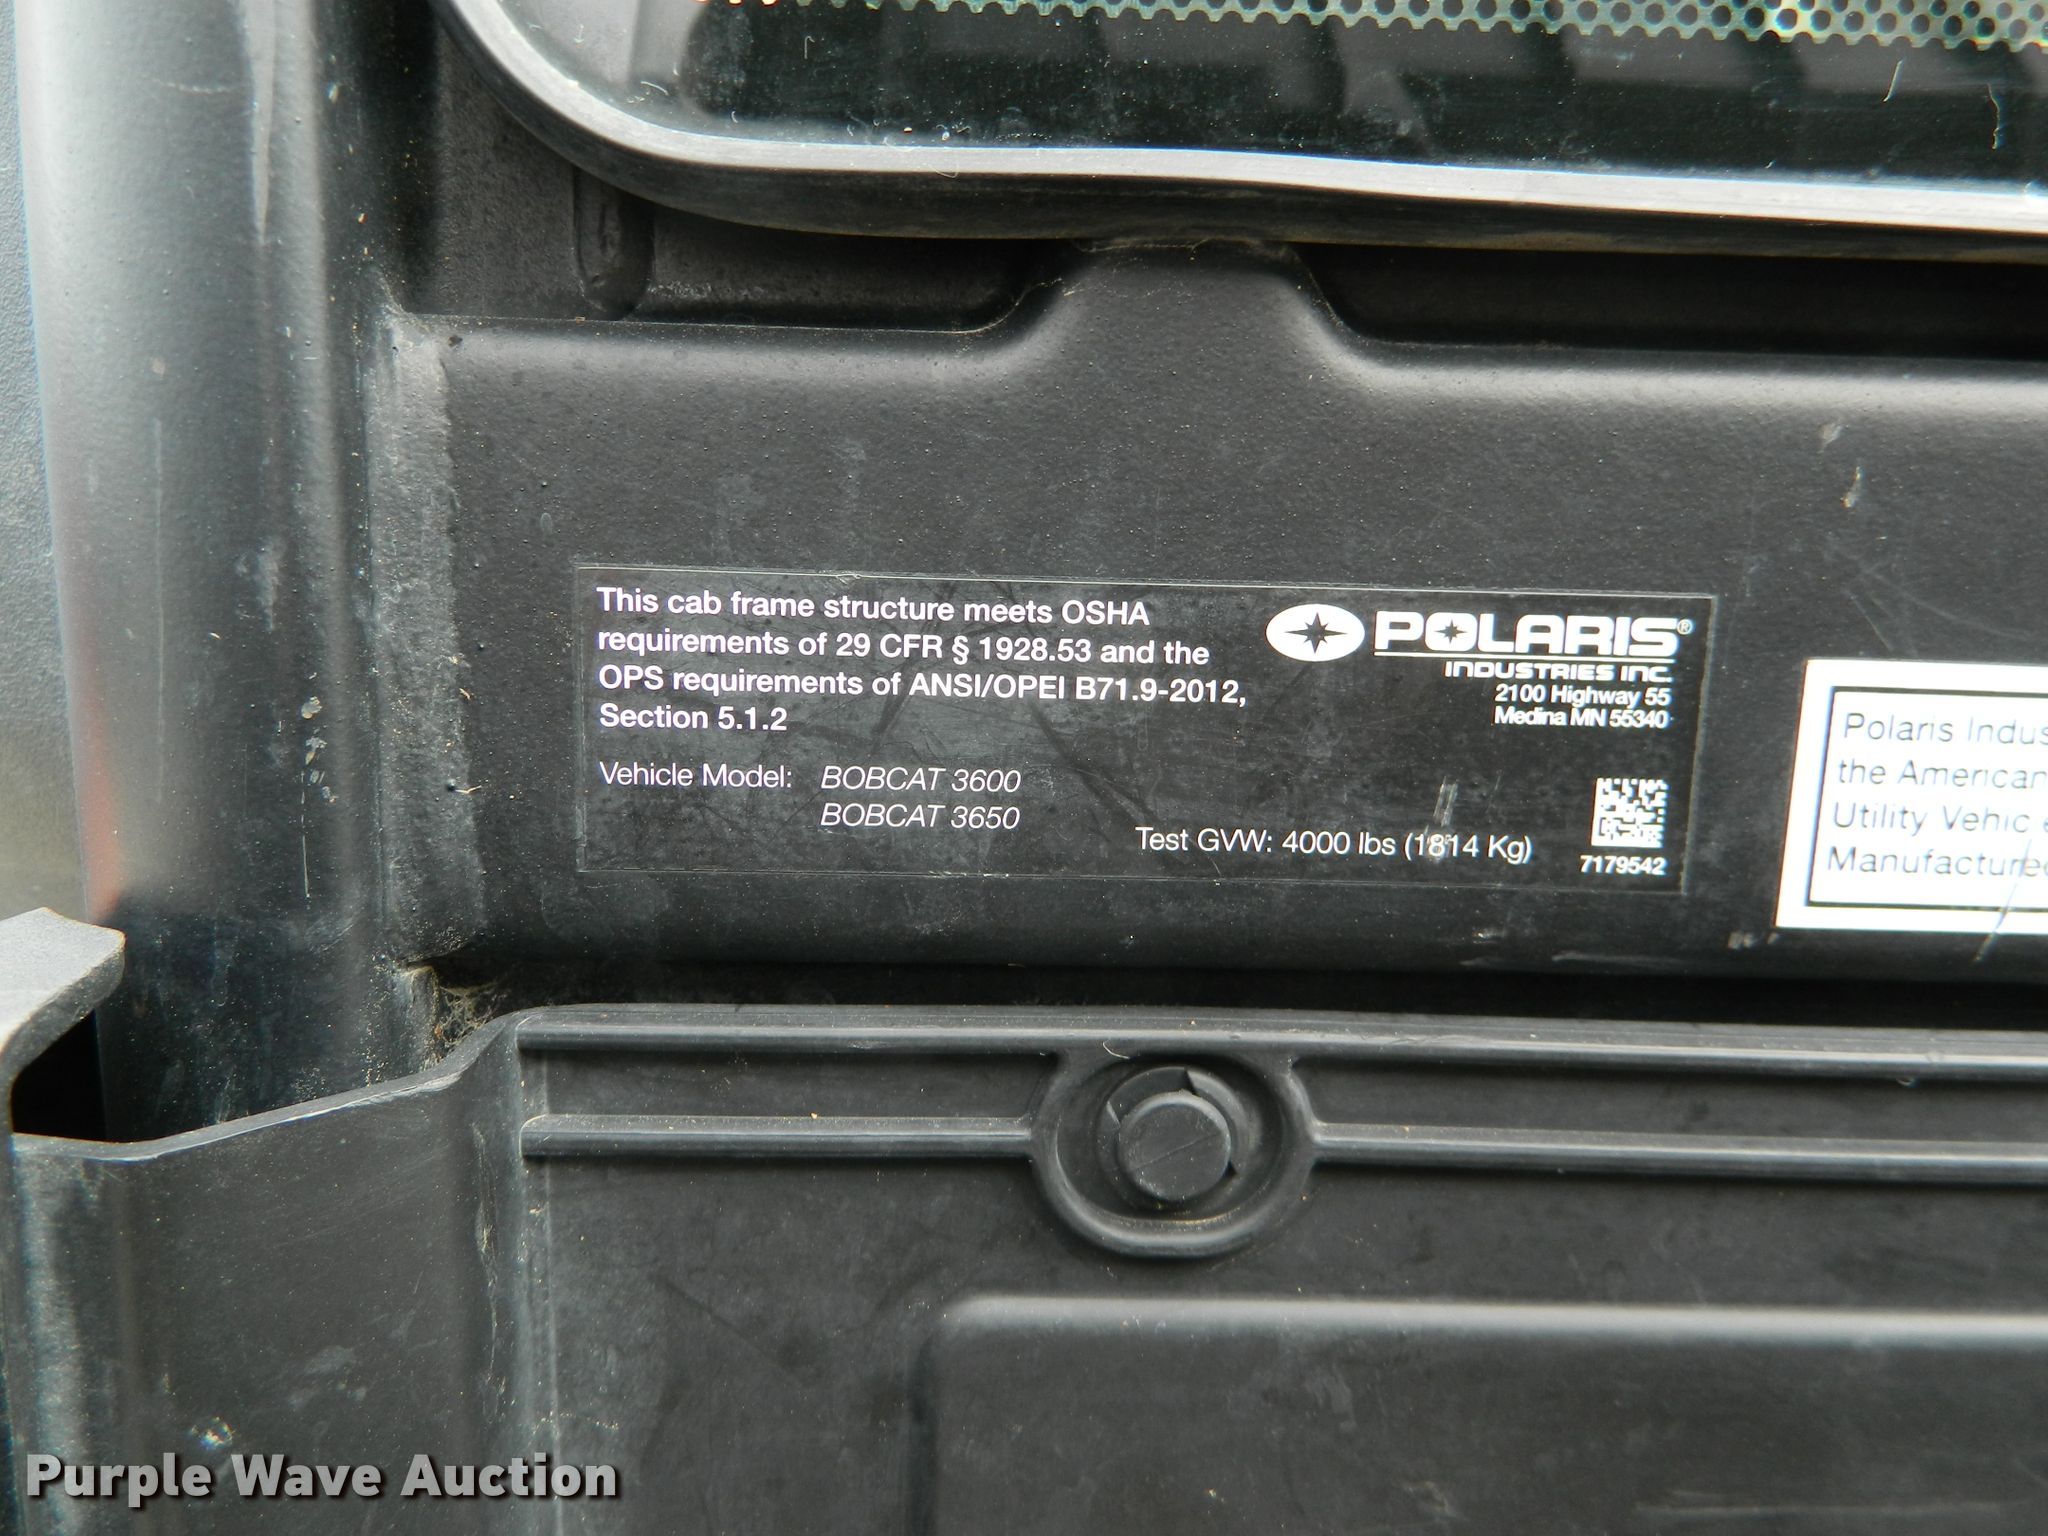 This cab frame structure meets OSHA
requirements of 29 CFR § 1928.53 and the
OPS requirements of ANSI/OPEI B71.9-2012,
Section 5.1.2
Vehicle Model: BOBCAT 3600
BOBCAT 3650
Test GVW: 4000 lbs (1814 Kg)
POLARIS®
INDUSTRIES INC.
2100 Highway 55
Medina MN 55340
7179542
Polaris Indus
the American
Utility Vehic
Manufacture
Purple Wave Auction